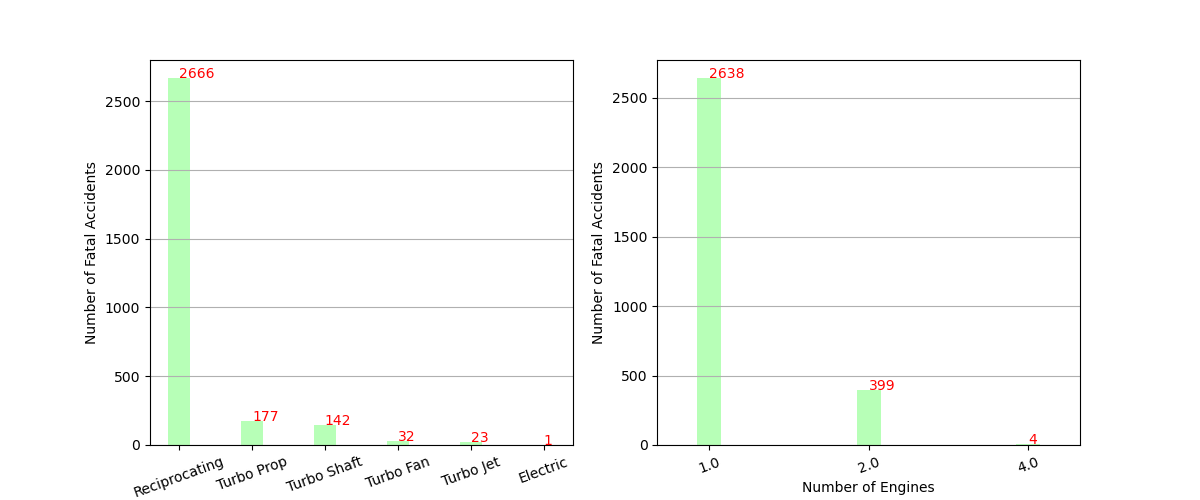 Number of Fatal Accidents
2500
2000
1500
1000
500
0
2666
177
142
32
23
1
Reciprocating
Turbo Prop
Turbo Shaft
Turbo Fan
Turbo Jet
Electric
Number of Fatal Accidents
2500
2000
1500
1000
500
0
2638
399
4
1.0
2.0
4.0
Number of Engines